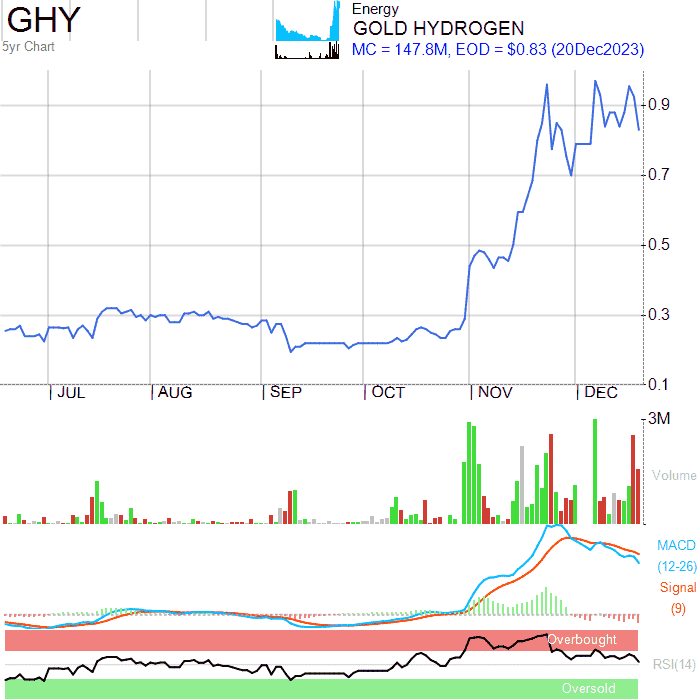 GHY
5yr Chart
Energy
GOLD HYDROGEN
MC = 147.8M, EOD = $0.83 (20Dec2023)
0.9
0.7
0.5
0.3
0.1
JUL AUG SEP OCT NOV DEC
3M
Volume
MACD
(12-26)
Signal
(9)
Overbought
RSI(14)
Oversold